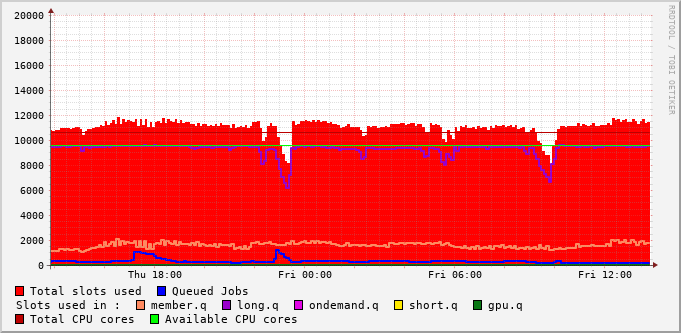 20000
18000
16000
14000
12000
10000
8000
6000
4000
2000
0
Thu 18:00 Fri 00:00 Fri 06:00 Fri 12:00
RRDTOOL / TOBI OETIKER
Total slots used Queued Jobs
Slots used in : member.q long.q ondemand.q short.q gpu.q
Total CPU cores Available CPU cores